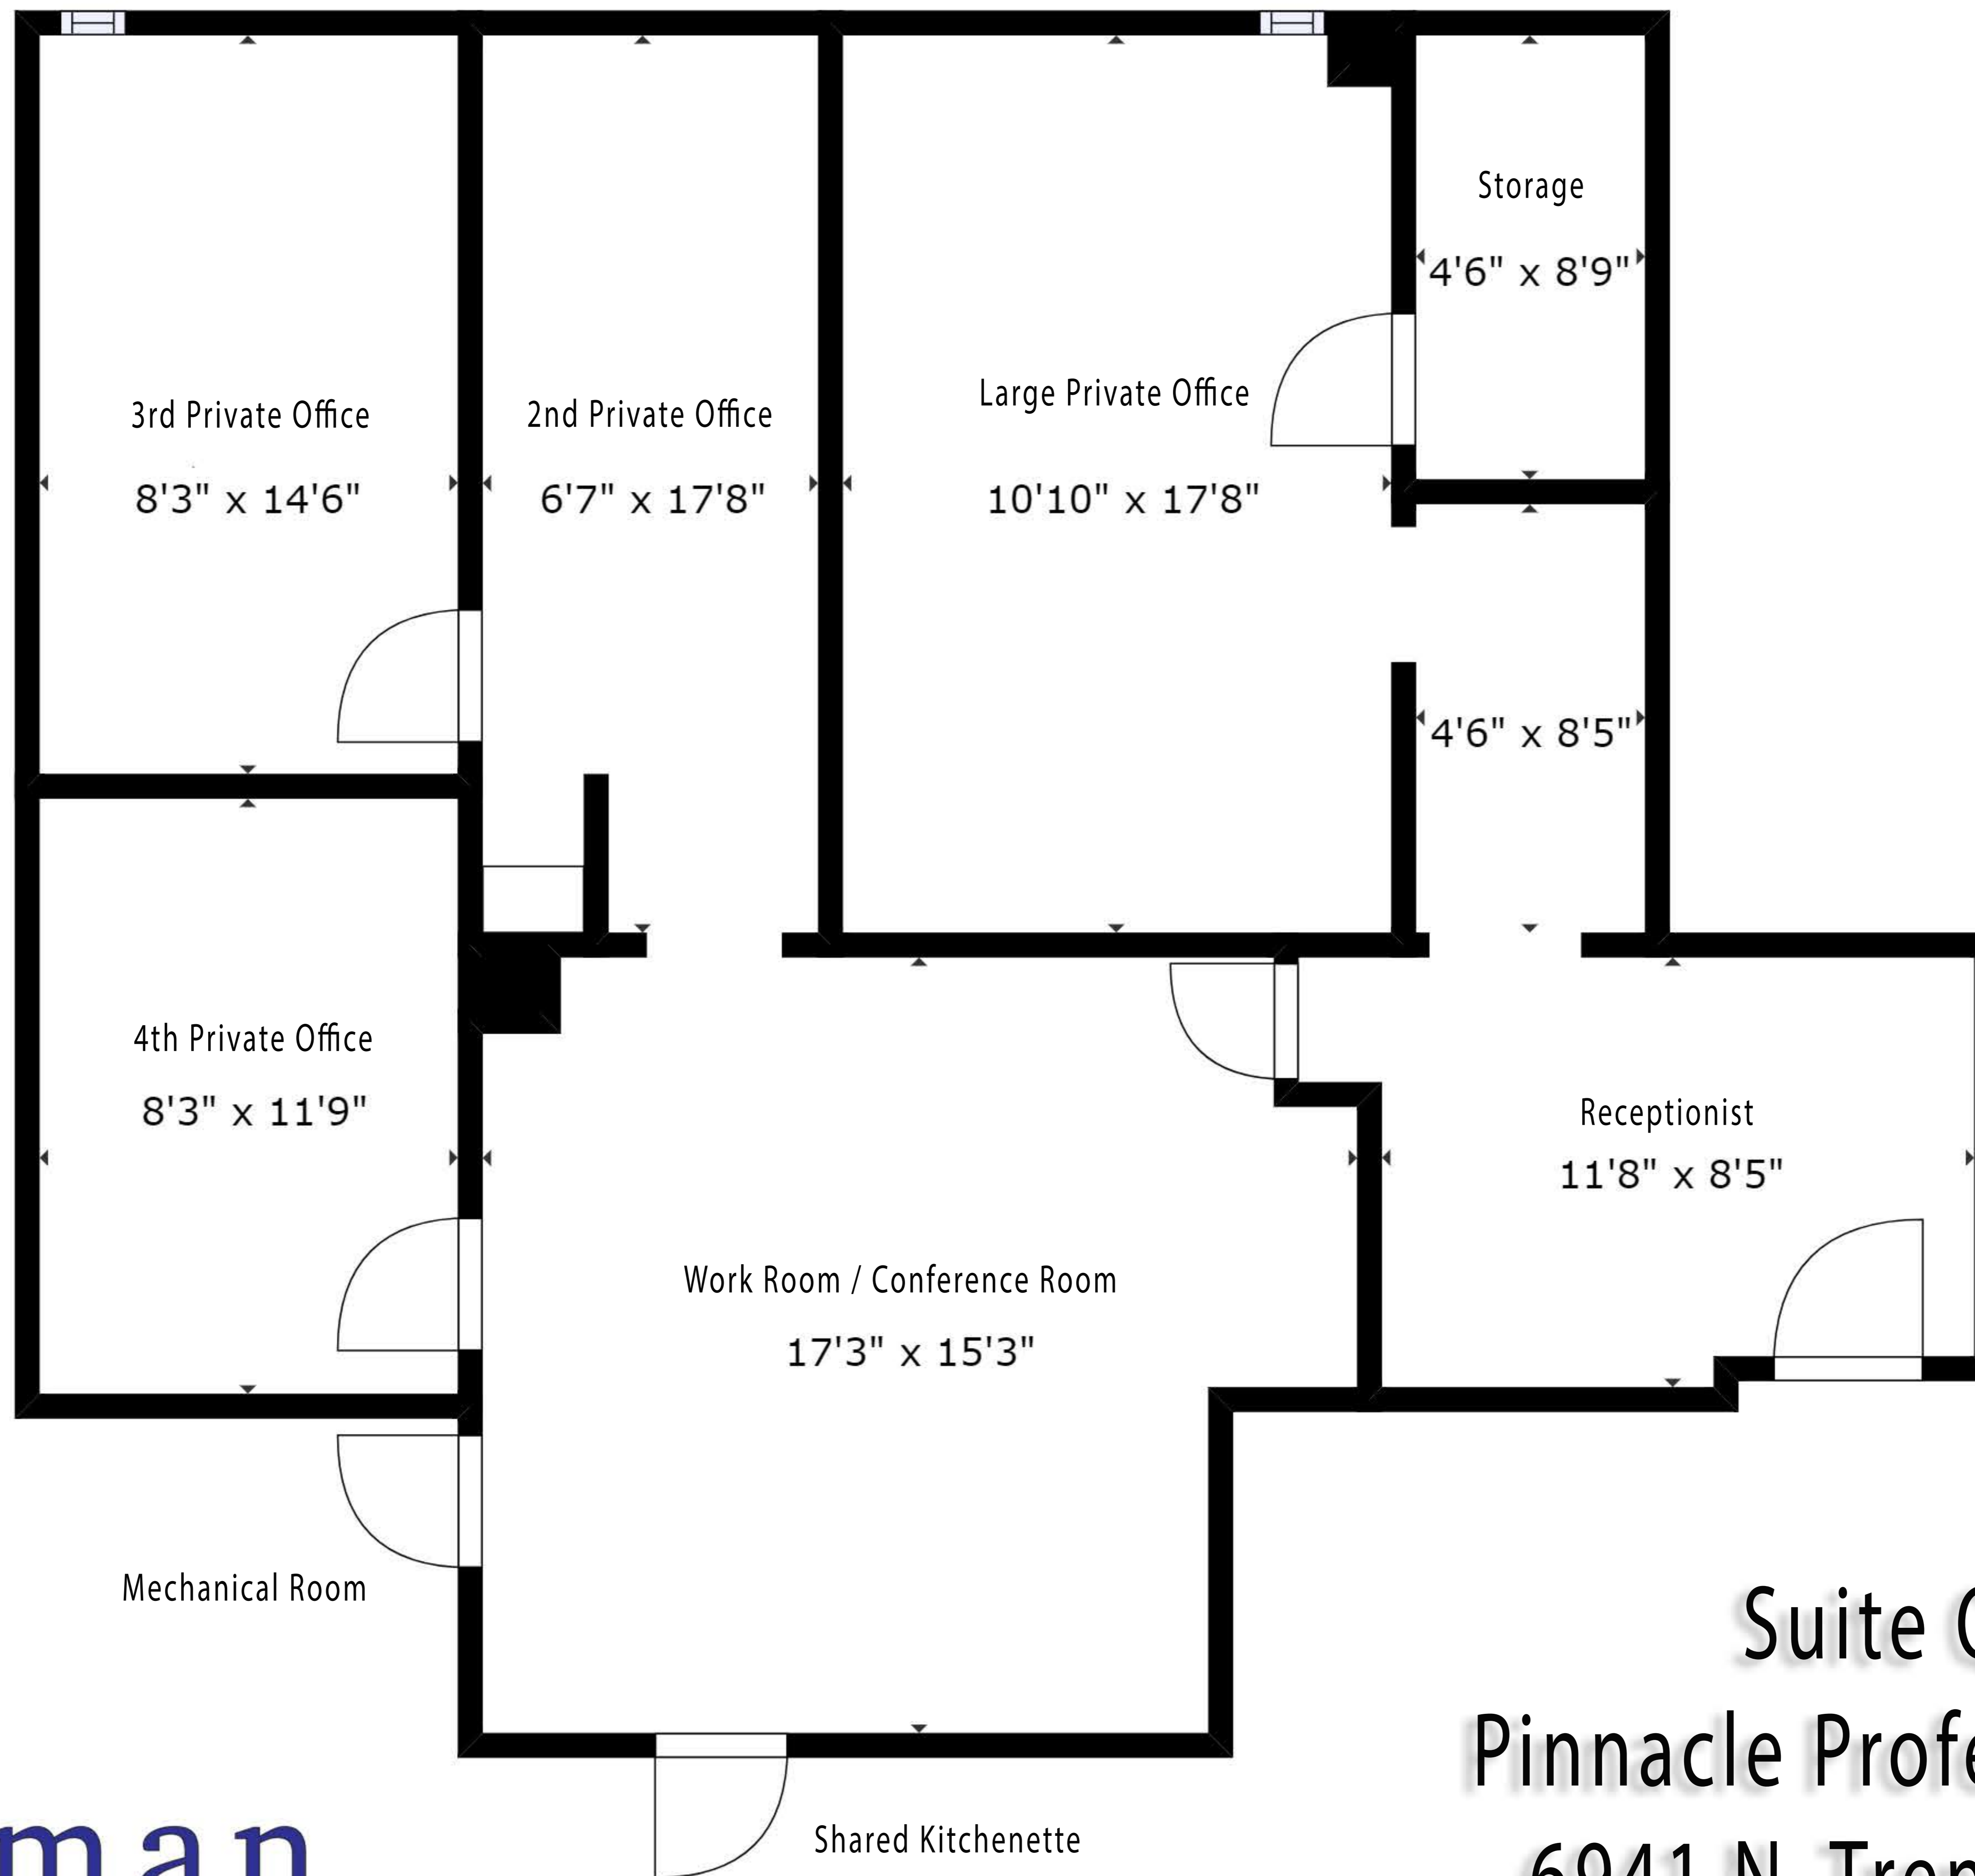 Storage
4'6" x 8'9"
Large Private Office
10'10" x 17'8"
3rd Private Office
8'3" x 14'6"
2nd Private Office
6'7" x 17'8"
4'6" x 8'5"
4th Private Office
8'3" x 11'9"
Receptionist
11'8" x 8'5"
Work Room / Conference Room
17'3" x 15'3"
Mechanical Room
Shared Kitchenette
Suite
Pinnacle
6941 N.